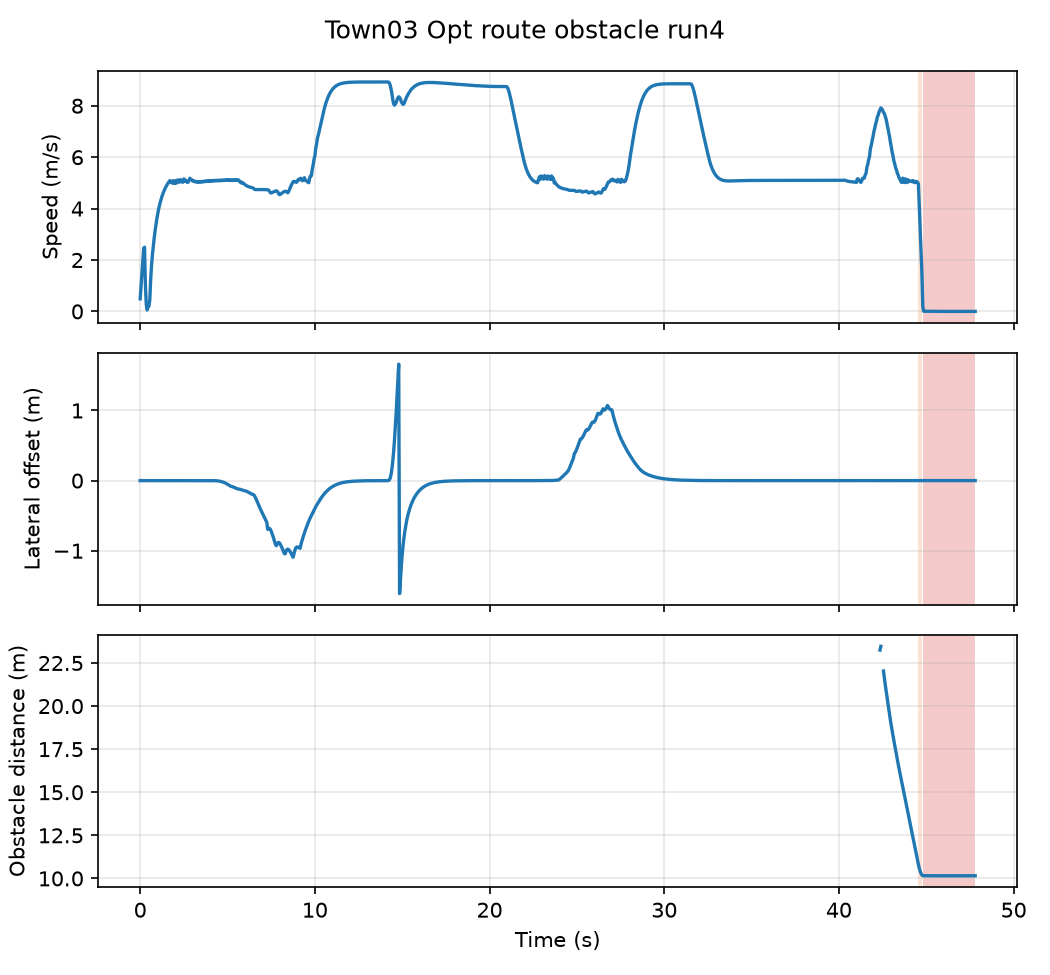 Town03 Opt route obstacle run4
Speed (m/s)
8
6
4
2
0
Lateral offset (m)
1
0
−1
Obstacle distance (m)
22.5
20.0
17.5
15.0
12.5
10.0
0 10 20 30 40 50
Time (s)